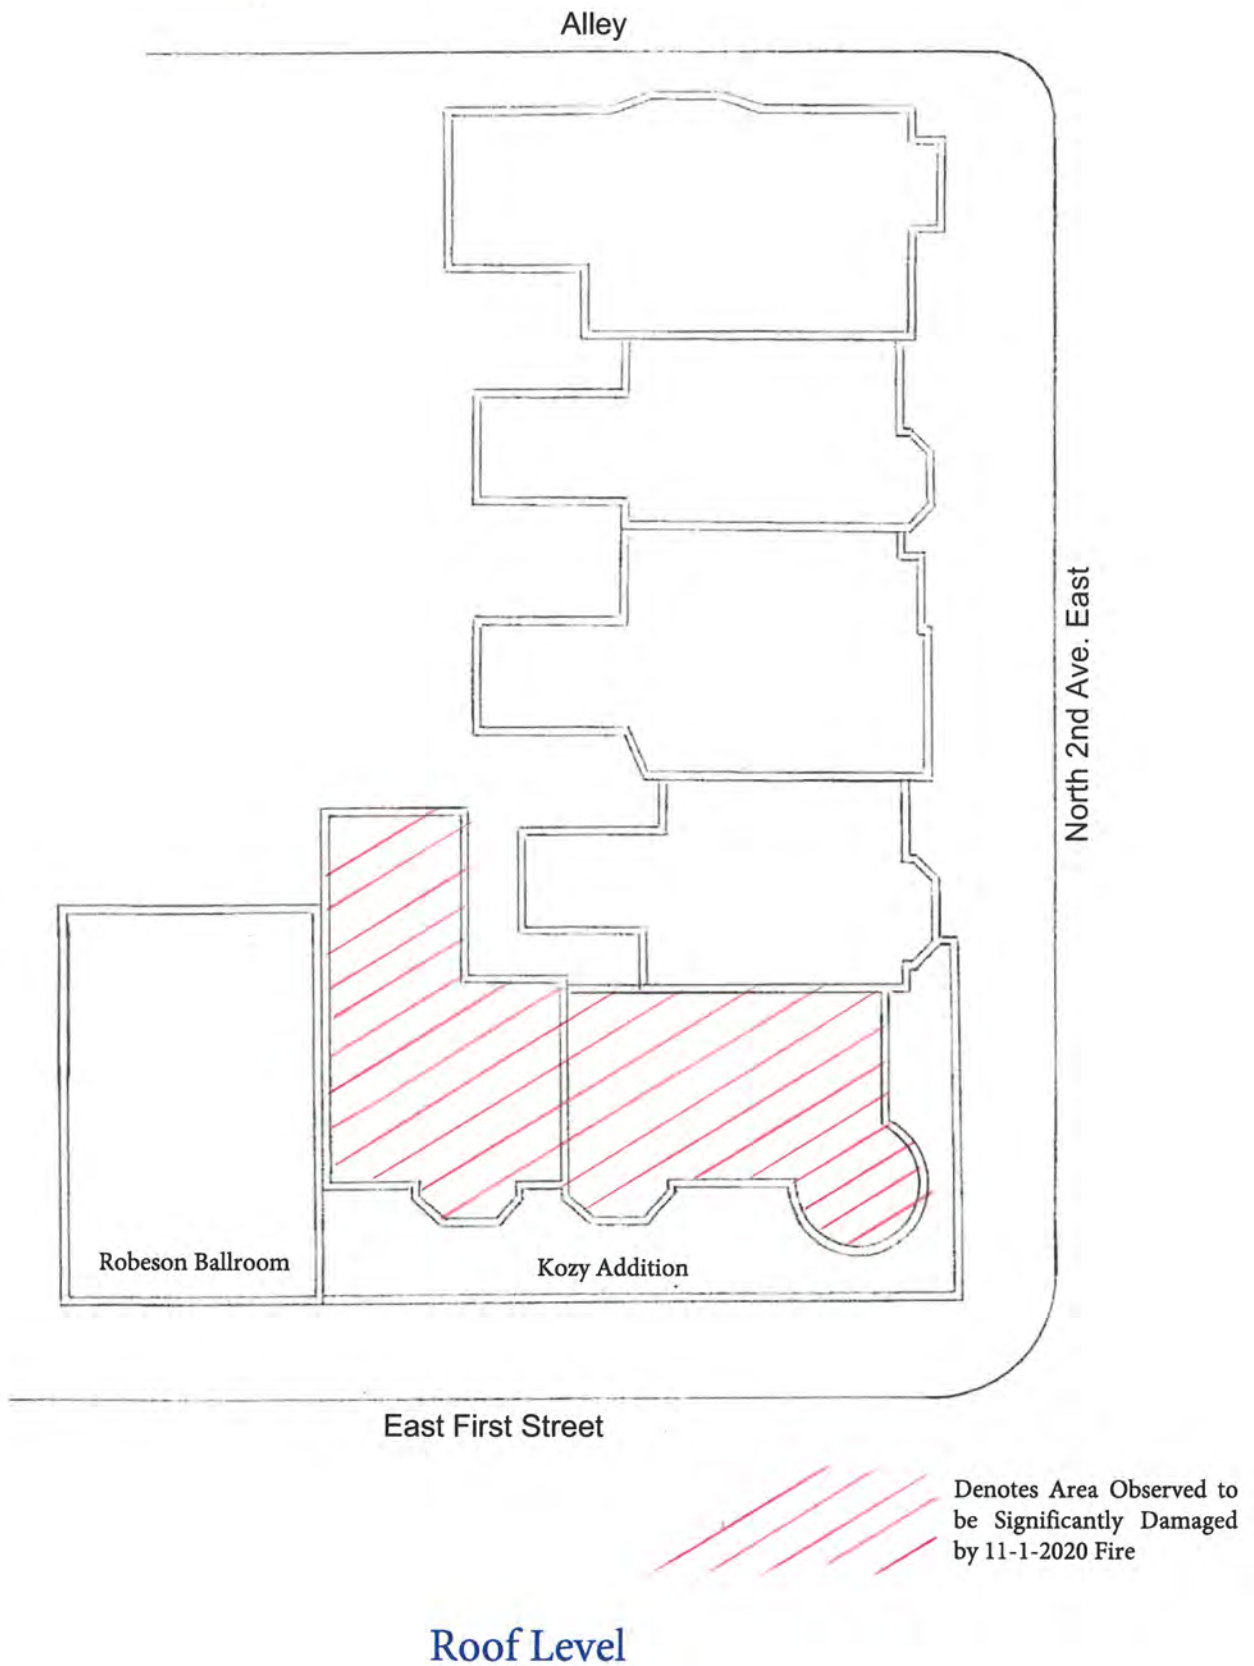 Alley
North 2nd Ave. East
Robeson Ballroom
Kozy Addition
East First Street
Denotes Area Observed to
be Significantly Damaged
by 11-1-2020 Fire
Roof Level